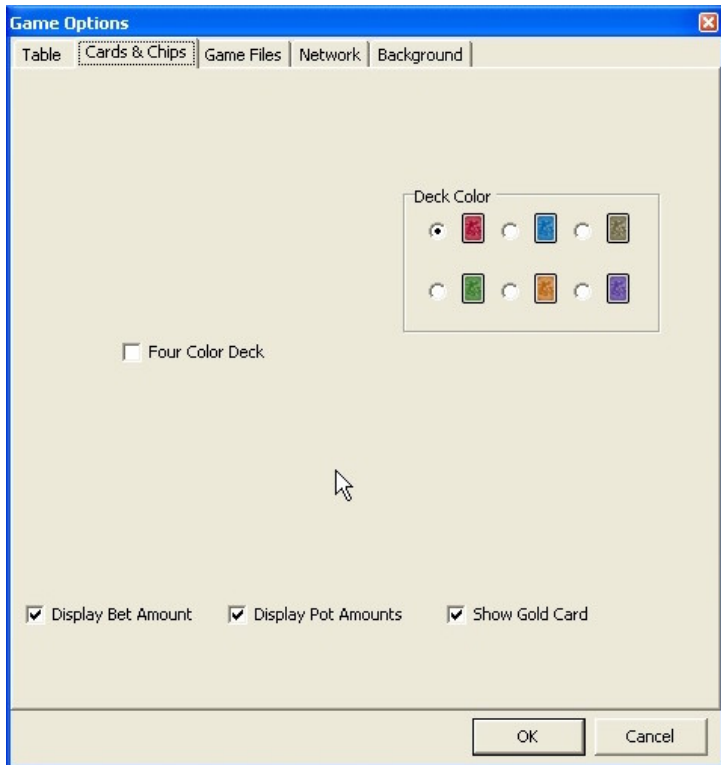 Game Options
Table Cards & Chips Game Files Network Background
Deck Color
Four Color Deck
Display Bet Amount Display Pot Amounts Show Gold Card
OK Cancel